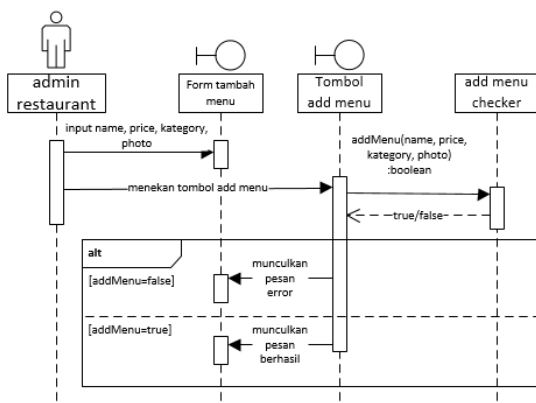 admin
restaurant
Form tambah
menu
Tombol
add menu
add menu
checker
input name, price, kategory,
photo
addMenu(name, price,
kategory, photo)
:boolean
menekan tombol add menu
true/false
alt
[addMenu=false]
munculkan
pesan
error
[addMenu=true]
munculkan
pesan
berhasil